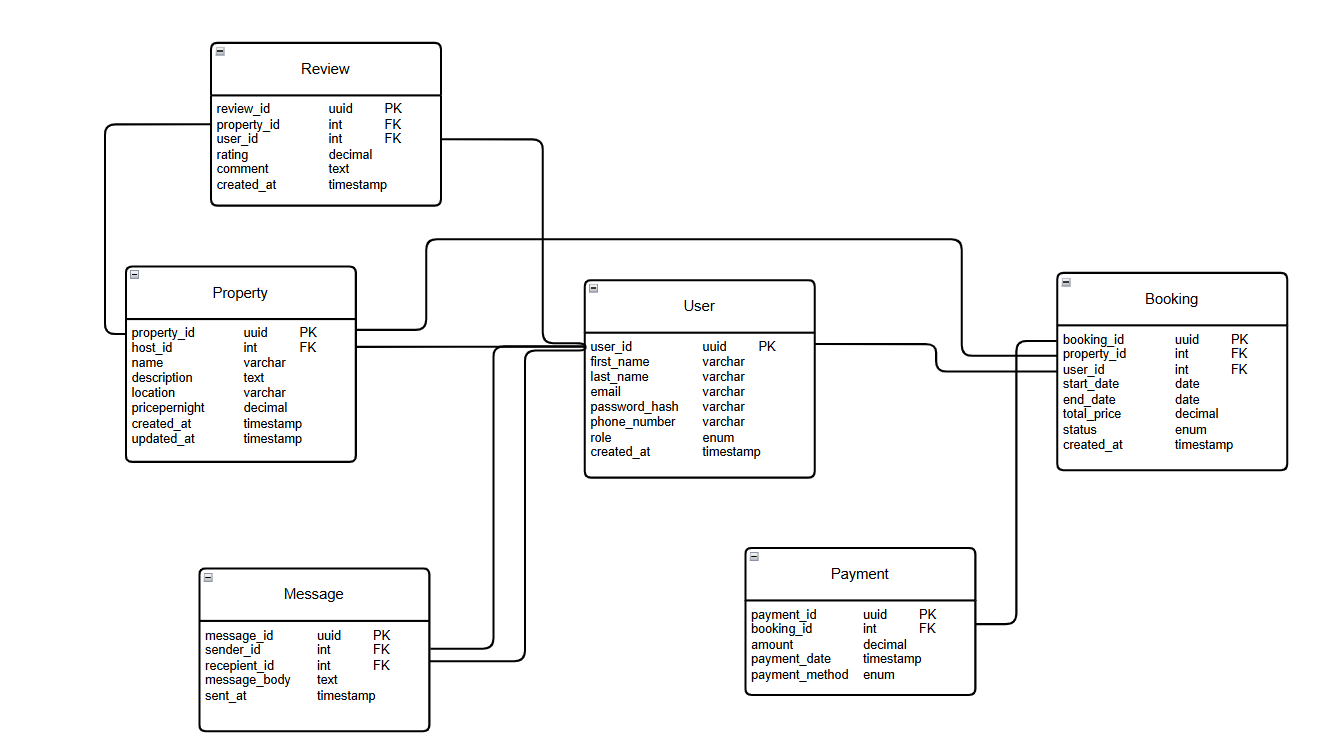 Review
review_id uuid PK
property_id int FK
user_id int FK
rating decimal
comment text
created_at timestamp
Property
property_id uuid PK
host_id int FK
name varchar
description text
location varchar
pricepernight decimal
created_at timestamp
updated_at timestamp
User
user_id uuid PK
first_name varchar
last_name varchar
email varchar
password_hash varchar
phone_number varchar
role enum
created_at timestamp
Booking
booking_id uuid PK
property_id int FK
user_id int FK
start_date date
end_date date
total_price decimal
status enum
created_at timestamp
Message
message_id uuid PK
sender_id int FK
recepient_id int FK
message_body text
sent_at timestamp
Payment
payment_id uuid PK
booking_id int FK
amount decimal
payment_date timestamp
payment_method enum